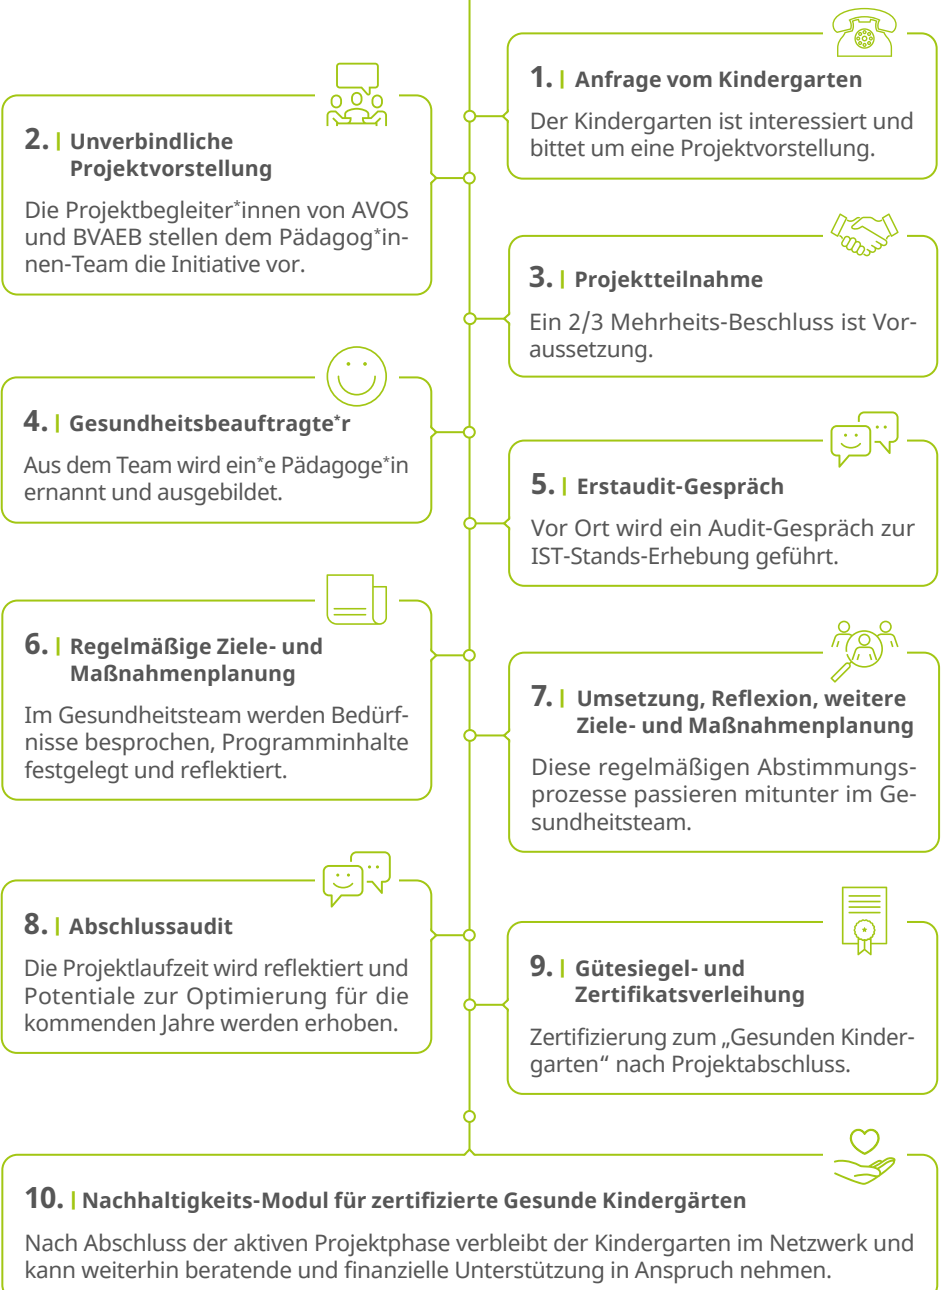 1. | Anfrage vom Kindergarten
Der Kindergarten ist interessiert und
bittet um eine Projektvorstellung.
2. | Unverbindliche
Projektvorstellung
Die Projektbegleiter*innen von AVOS
und BVAEB stellen dem Pädagog*in-
nen-Team die Initiative vor.
3. | Projektteilnahme
Ein 2/3 Mehrheits-Beschluss ist Vor-
aussetzung.
4. | Gesundheitsbeauftragte*r
Aus dem Team wird ein*e Pädagoge*in
ernannt und ausgebildet.
5. | Erstaudit-Gespräch
Vor Ort wird ein Audit-Gespräch zur
IST-Stands-Erhebung geführt.
6. | Regelmäßige Ziele- und
Maßnahmenplanung
Im Gesundheitsteam werden Bedürf-
nisse besprochen, Programminhalte
festgelegt und reflektiert.
7. | Umsetzung, Reflexion, weitere
Ziele- und Maßnahmenplanung
Diese regelmäßigen Abstimmungs-
prozesse passieren mitunter im Ge-
sundheitsteam.
8. | Abschlussaudit
Die Projektlaufzeit wird reflektiert und
Potentiale zur Optimierung für die
kommenden Jahre werden erhoben.
9. | Gütesiegel- und
Zertifikatsverleihung
Zertifizierung zum „Gesunden Kinder-
garten“ nach Projektabschluss.
10. | Nachhaltigkeits-Modul für zertifizierte Gesunde Kindergärten
Nach Abschluss der aktiven Projektphase verbleibt der Kindergarten im Netzwerk und
kann weiterhin beratende und finanzielle Unterstützung in Anspruch nehmen.